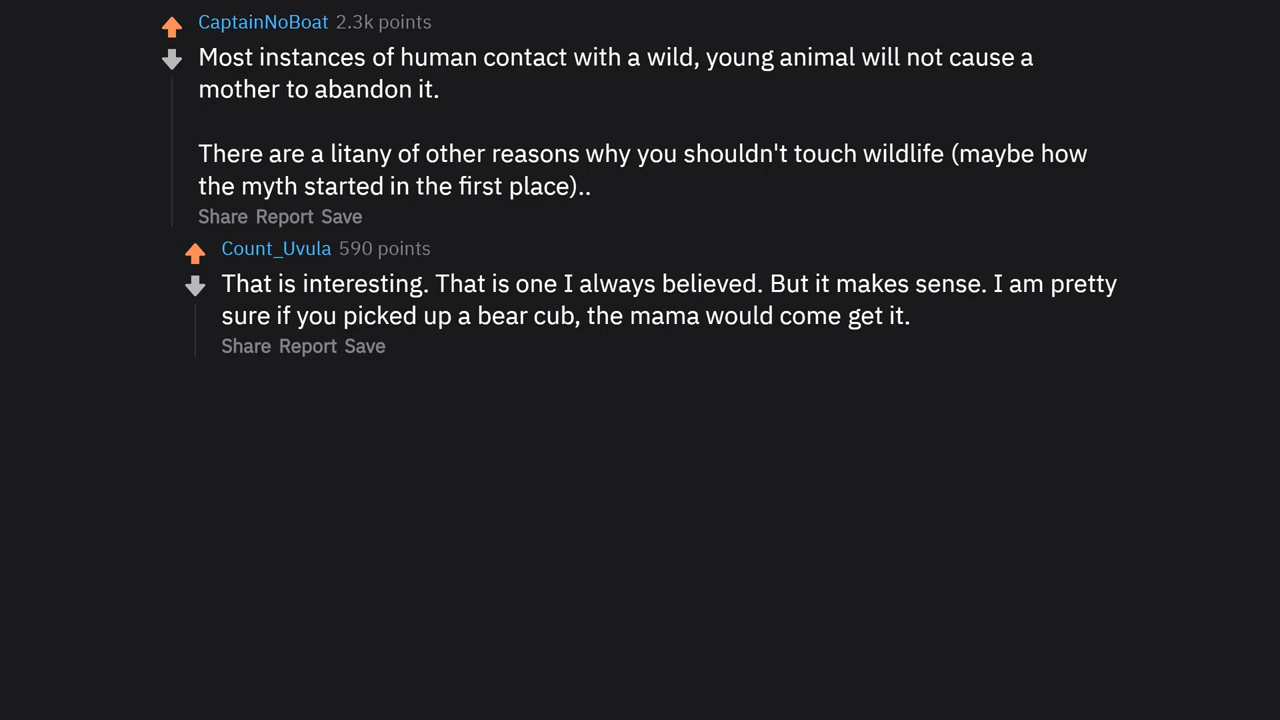 CaptainNoBoat 2.3k points
Most instances of human contact with a wild, young animal will not cause a
mother to abandon it.
There are a litany of other reasons why you shouldn't touch wildlife (maybe how
the myth started in the first place)..
Share Report Save
Count_Uvula 590 points
That is interesting. That is one I always believed. But it makes sense. I am pretty
sure if you picked up a bear cub, the mama would come get it.
Share Report Save